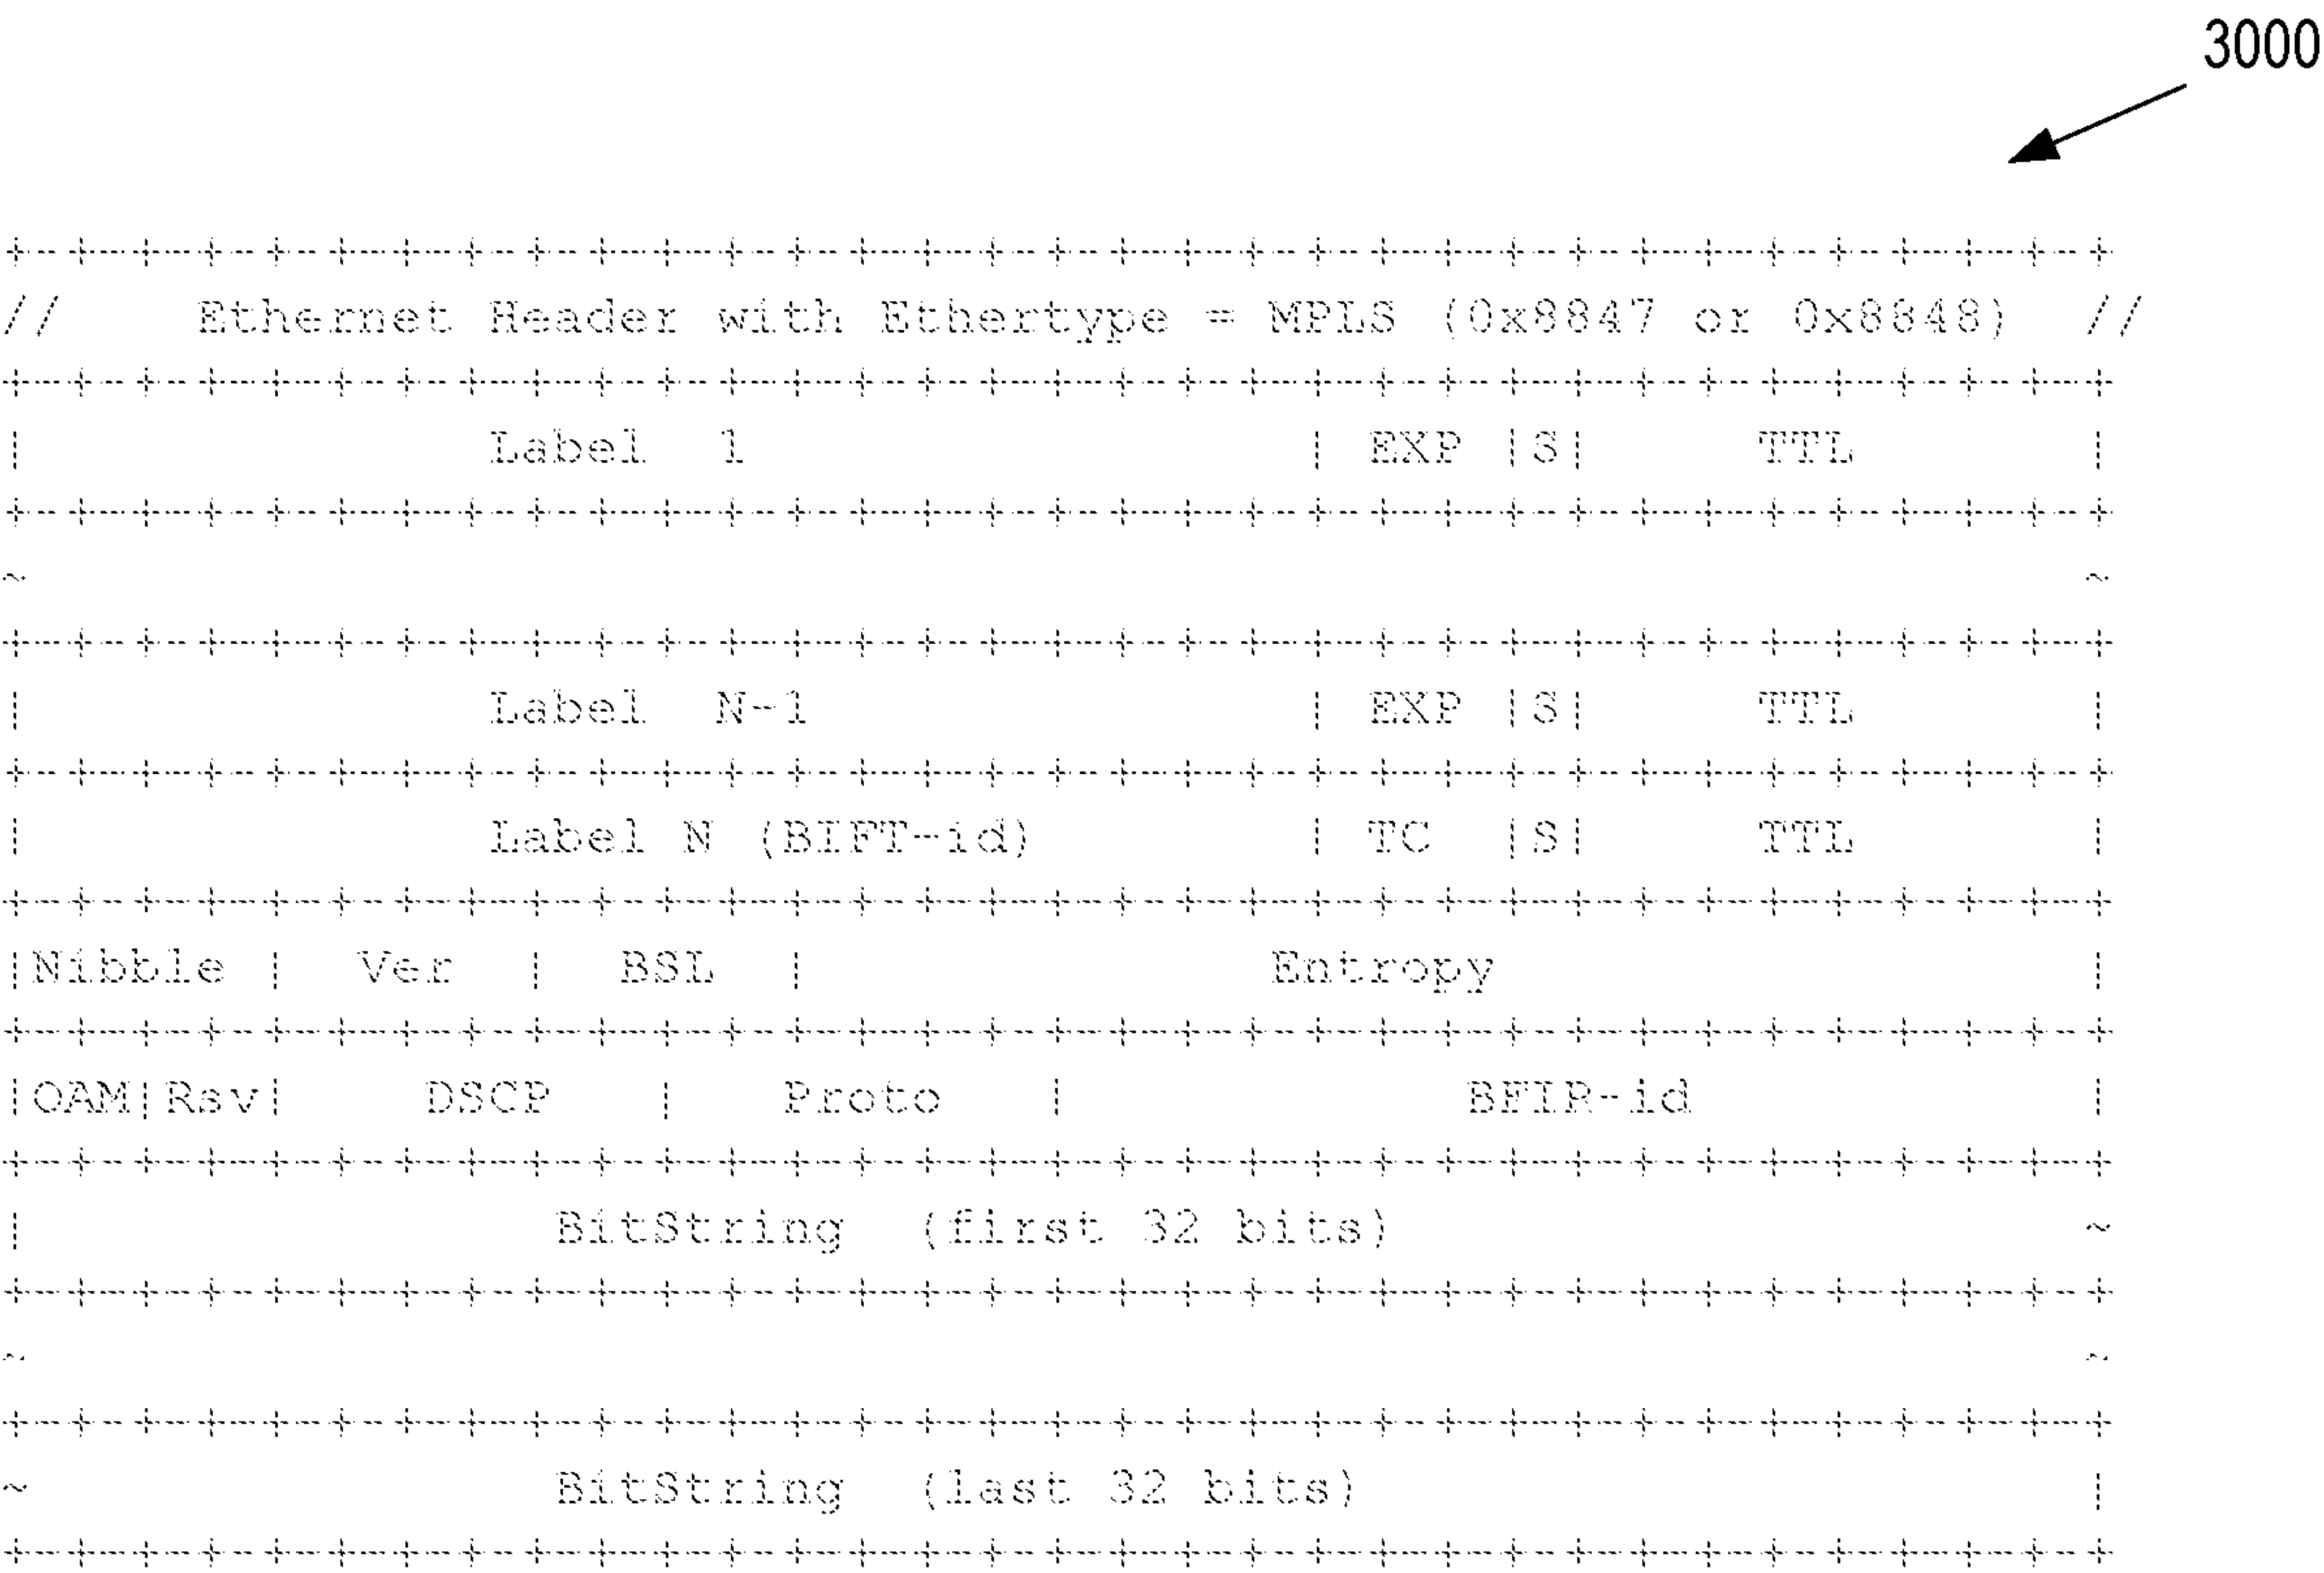 3000
+-+-+-+-+-+-+-+-+-+-+-+-+-+-+-+-+-+-+-+-+-+-+-+-+-+-+-+-+-+-+-+-+
// Ethernet Header with Ethertype = MPLS (0x8847 or 0x8848) //
+-+-+-+-+-+-+-+-+-+-+-+-+-+-+-+-+-+-+-+-+-+-+-+-+-+-+-+-+-+-+-+-+
| Label 1 | EXP |S| TTL |
+-+-+-+-+-+-+-+-+-+-+-+-+-+-+-+-+-+-+-+-+-+-+-+-+-+-+-+-+-+-+-+-+
~ ~
+-+-+-+-+-+-+-+-+-+-+-+-+-+-+-+-+-+-+-+-+-+-+-+-+-+-+-+-+-+-+-+-+
| Label N-1 | EXP |S| TTL |
+-+-+-+-+-+-+-+-+-+-+-+-+-+-+-+-+-+-+-+-+-+-+-+-+-+-+-+-+-+-+-+-+
| Label N (BIFT-id) | TC |S| TTL |
+-+-+-+-+-+-+-+-+-+-+-+-+-+-+-+-+-+-+-+-+-+-+-+-+-+-+-+-+-+-+-+-+
|Nibble | Ver | BSL | Entropy |
+-+-+-+-+-+-+-+-+-+-+-+-+-+-+-+-+-+-+-+-+-+-+-+-+-+-+-+-+-+-+-+-+
|OAM|Rsv| DSCP | Proto | BFIR-id |
+-+-+-+-+-+-+-+-+-+-+-+-+-+-+-+-+-+-+-+-+-+-+-+-+-+-+-+-+-+-+-+-+
| BitString (first 32 bits) ~
+-+-+-+-+-+-+-+-+-+-+-+-+-+-+-+-+-+-+-+-+-+-+-+-+-+-+-+-+-+-+-+-+
~ ~
+-+-+-+-+-+-+-+-+-+-+-+-+-+-+-+-+-+-+-+-+-+-+-+-+-+-+-+-+-+-+-+-+
~ BitString (last 32 bits) |
+-+-+-+-+-+-+-+-+-+-+-+-+-+-+-+-+-+-+-+-+-+-+-+-+-+-+-+-+-+-+-+-+